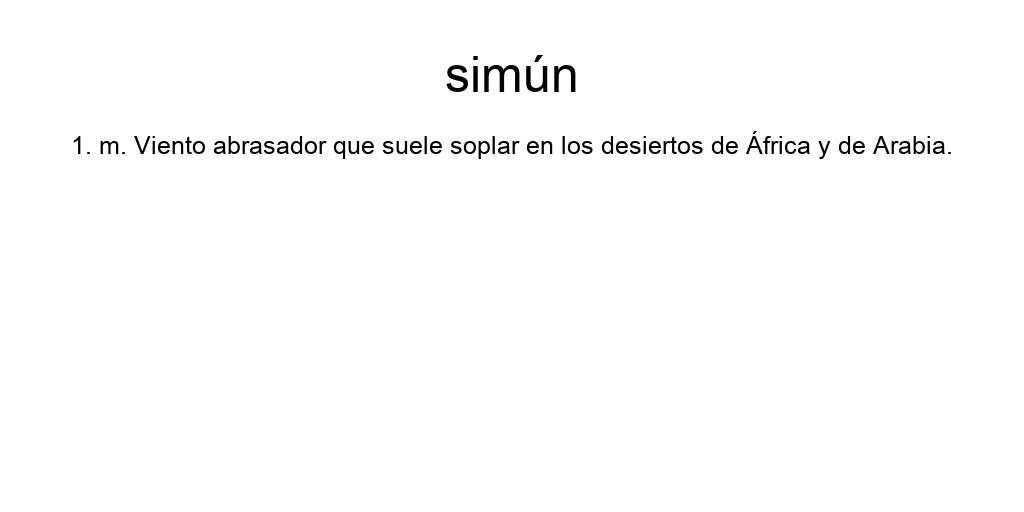 simún
1. m. Viento abrasador que suele soplar en los desiertos de África y de Arabia.